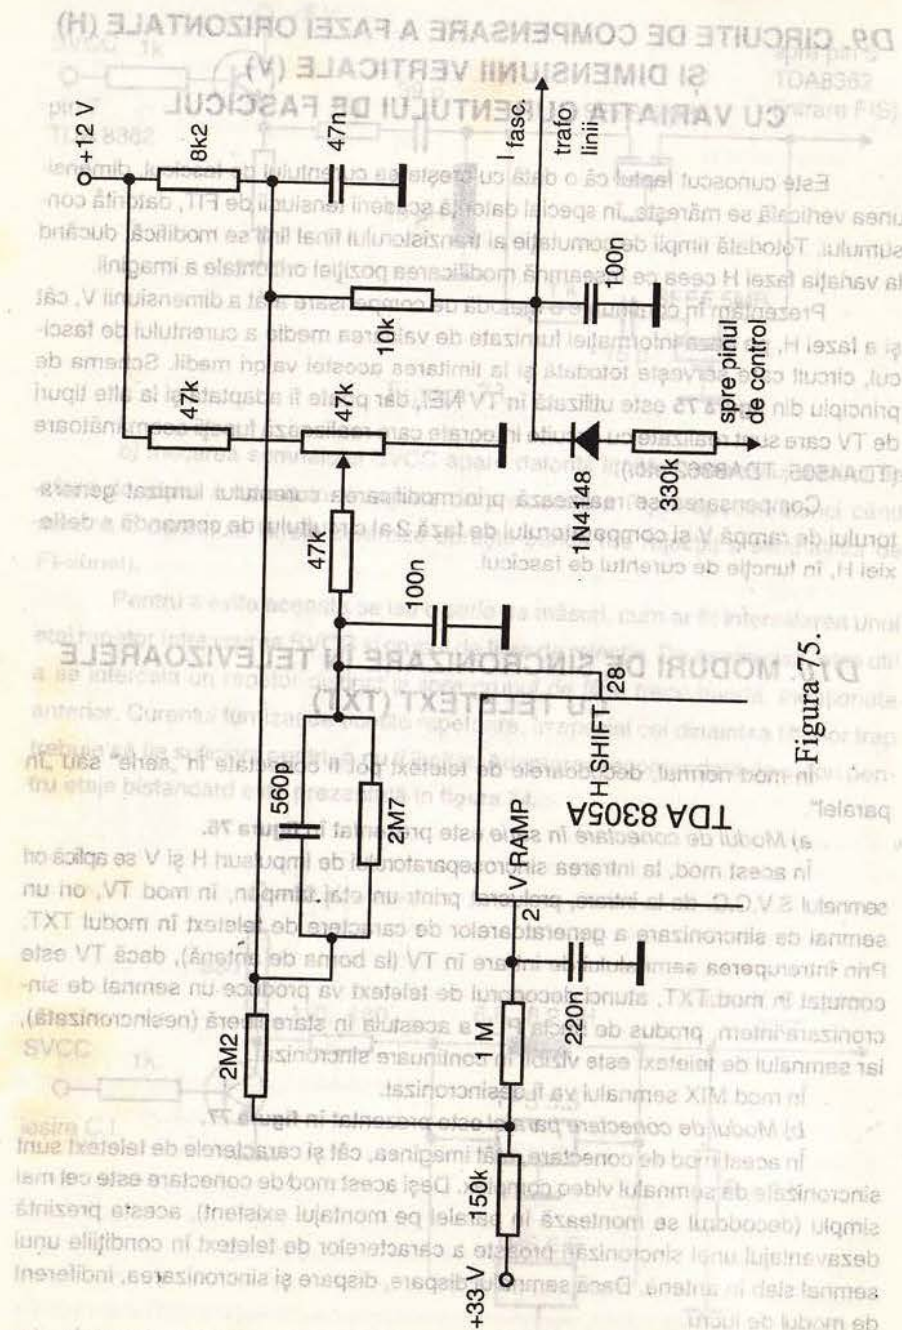 +12 V
8k2
47n
I fasc.
trafo
linii
10k
100n
47k
47k
47k
100n
1N4148
330k
spre pinul
de control
560p
2M7
28
H SHIFT
TDA 8305A
V RAMP
2
2M2
1 M
220n
150k
+33 V
Figura 75.
D9. CIRCUITE DE COMPENSARE A FAZEI ORIZONTALE (H)
ȘI DIMENSIUNII VERTICALE (V)
CU VARIAȚIA CURENTULUI DE FASCICUL
Este cunoscut faptul că o dată cu creșterea curentului de fascicul, dimensi-
unea verticală se mărește, în special datorită scăderii tensiunii de FIT, datorită con-
sumului. Totodată timpii de comutație ai tranzistorului final linii se modifică, ducând
la variația fazei H ceea ce înseamnă modificarea poziției orizontale a imaginii.
Prezentăm în continuare o metodă de compensare atât a dimensiunii V, cât
și a fazei H, pe baza informației furnizate de valoarea medie a curentului de fasci-
cul, circuit care servește totodată și la limitarea acestei valori medii. Schema de
principiu din figura 75 este utilizată în TV NEI, dar poate fi adaptată și la alte tipuri
de TV care sunt realizate cu circuite integrate care realizează funcții asemănătoare
(TDA4505, TDA8362
Compensarea se realizează prin modificarea curentului furnizat genera-
torului de rampă V și comparatorului de fază 2 al circuitului de comandă a defle-
xiei H, în funcție de curentul de fascicul.
D10. MODURI DE SINCRONIZARE ÎN TELEVIZOARELE
CU TELETEXT (TXT)
În mod normal, decodoarele de teletext pot fi conectate în "serie" sau "în
paralel".
a) Modul de conectare în serie este prezentat în figura 76.
În acest mod, la intrarea sincroseparatorului de impulsuri H și V se aplică ori
semnelul S.V.C.C. de la intrare, preluat printr-un etaj tampon, în mod TV, ori un
semnal de sincronizare a generatoarelor de caractere de teletext în modul TXT.
Prin întreruperea semnalului de intrare în TV (la borna de antenă), dacă TV este
comutat în mod TXT, atunci decodorul de teletext va produce un semnal de sin-
cronizare intern, produs de a acestuia în stare liberă (nesincronizată),
iar semnalul de teletext este vizibil în continuare sincronizat.
În mod MIX semnalul va fi desincronizat.
b) Modul de conectare paralel este prezentat în figura 77.
În acest mod de conectare, atât imaginea, cât și caracterele de teletext sunt
sincronizate de semnalul video complex. Deși acest mod de conectare este cel mai
simplu (decodorul se montează în paralel pe montajul existent), acesta prezintă
dezavantajul unei sincronizări proaste a caracterelor de teletext în condițiile unui
semnal slab în antenă. Dacă semnalul dispare, dispare și sincronizarea, indiferent
de modul de lucru.